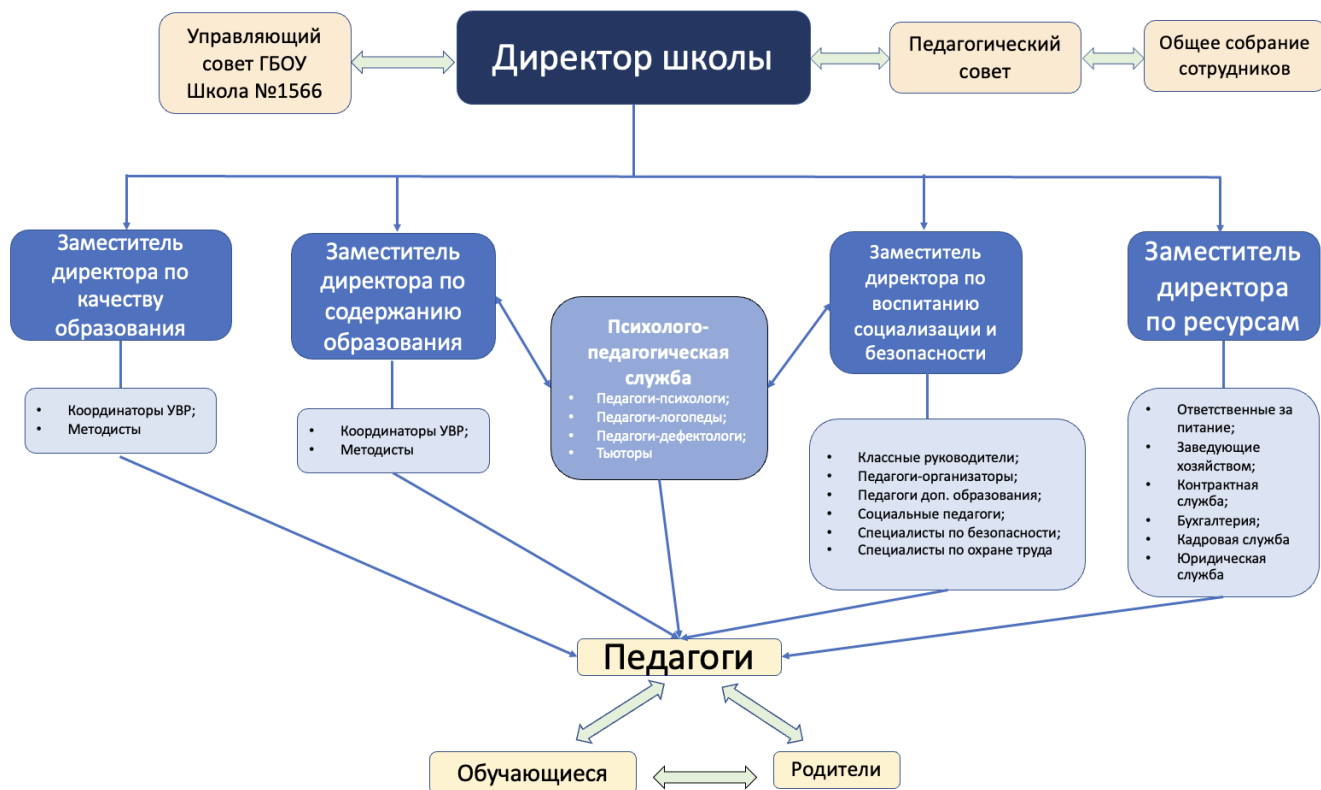 Управляющий
совет ГБОУ
Школа №1566
Директор школы
Педагогический
совет
Общее собрание
сотрудников
Заместитель
директора по
качеству
образования
Заместитель
директора по
содержанию
образования
Заместитель
директора по
воспитанию
социализации и
безопасности
Заместитель
директора
по ресурсам
Психолого-
педагогическая
служба
• Педагоги-психологи;
• Педагоги-логопеды;
• Педагоги-дефектологи;
• Тьюторы
• Координаторы УВР;
• Методисты
• Координаторы УВР;
• Методисты
• Классные руководители;
• Педагоги-организаторы;
• Педагоги доп. образования;
• Социальные педагоги;
• Специалисты по безопасности;
• Специалисты по охране труда
• Ответственные за
питание;
• Заведующие
хозяйством;
• Контрактная
служба;
• Бухгалтерия;
• Кадровая служба
• Юридическая
служба
Педагоги
Обучающиеся
Родители